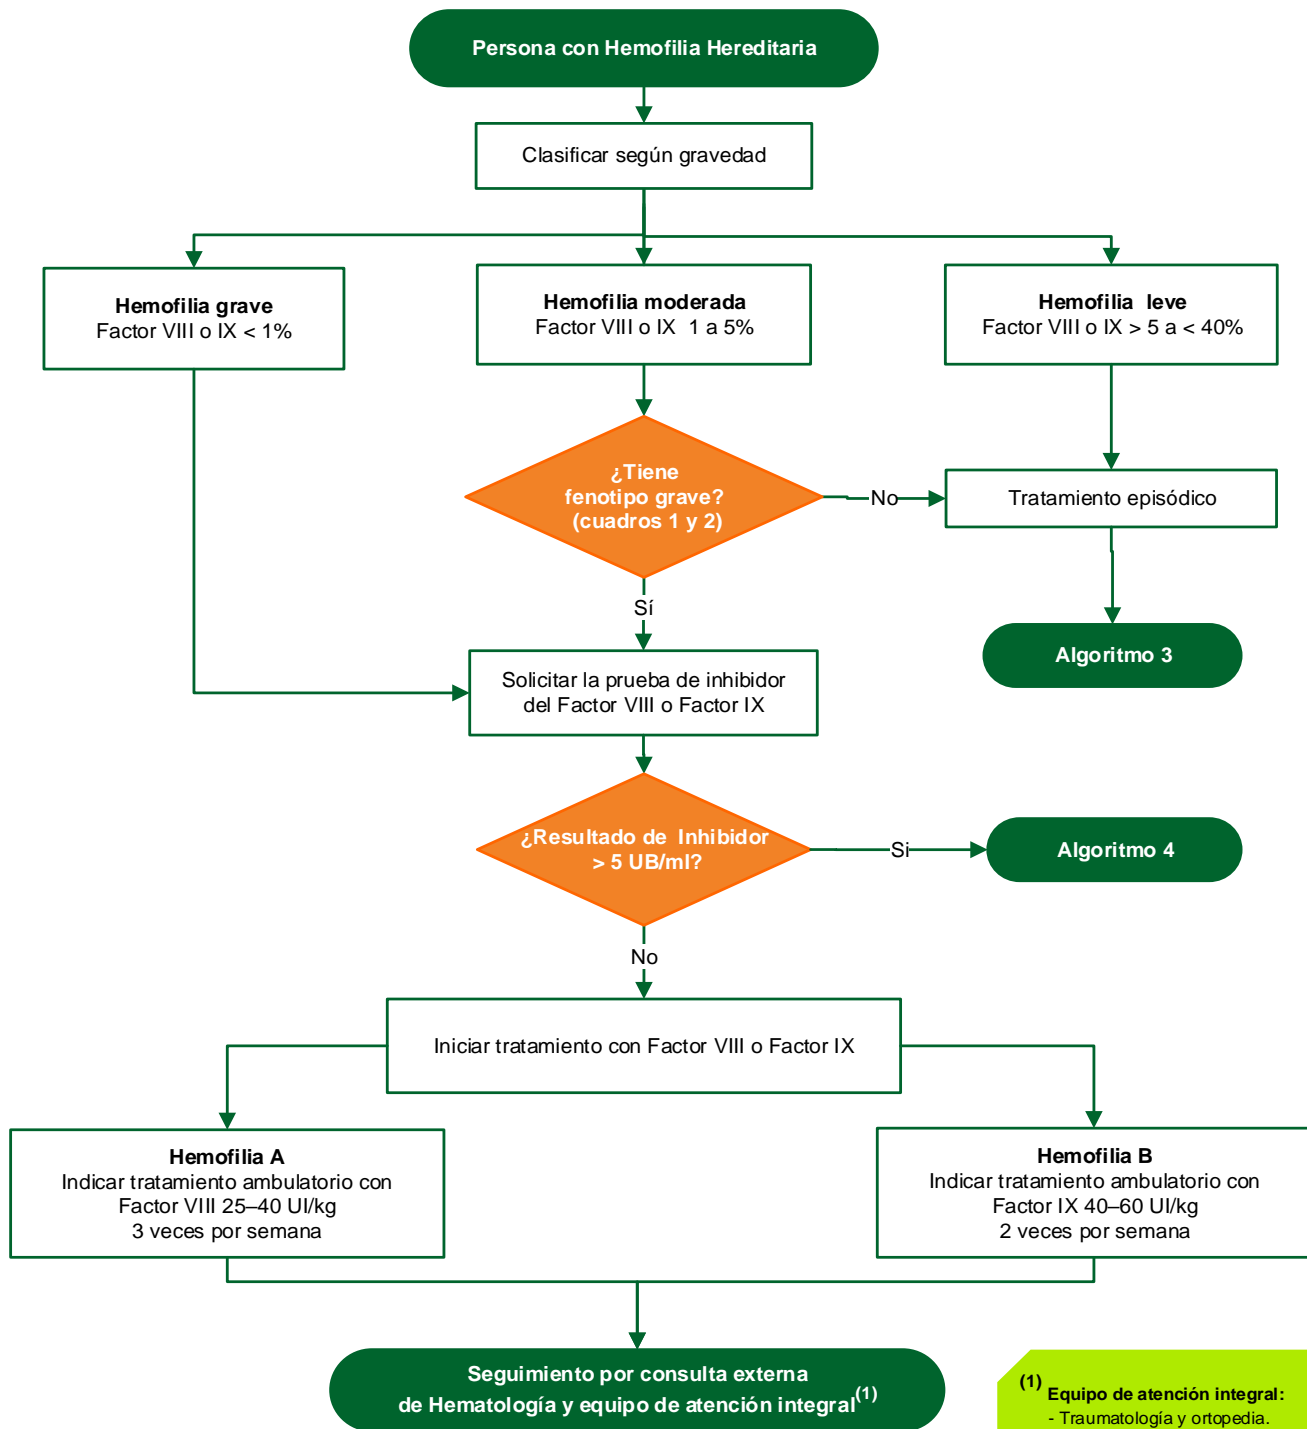 Persona con Hemofilia Hereditaria
Clasificar según gravedad
Hemofilia grave
Factor VIII o IX < 1%
Hemofilia moderada
Factor VIII o IX  1 a 5%
Hemofilia  leve
Factor VIII o IX > 5 a < 40%
¿Tiene
fenotipo grave?
(cuadros 1 y 2)
No
Tratamiento episódico
Sí
Algoritmo 3
Solicitar la prueba de inhibidor
del Factor VIII o Factor IX
¿Resultado de  Inhibidor
> 5 UB/ml?
Si
Algoritmo 4
No
Iniciar tratamiento con Factor VIII o Factor IX
Hemofilia A
Indicar tratamiento ambulatorio con
Factor VIII 25–40 UI/kg
3 veces por semana
Hemofilia B
Indicar tratamiento ambulatorio con
Factor IX 40–60 UI/kg
2 veces por semana
Seguimiento por consulta externa
de Hematología y equipo de atención integral(1)
(1) Equipo de atención integral:
- Traumatología y ortopedia.